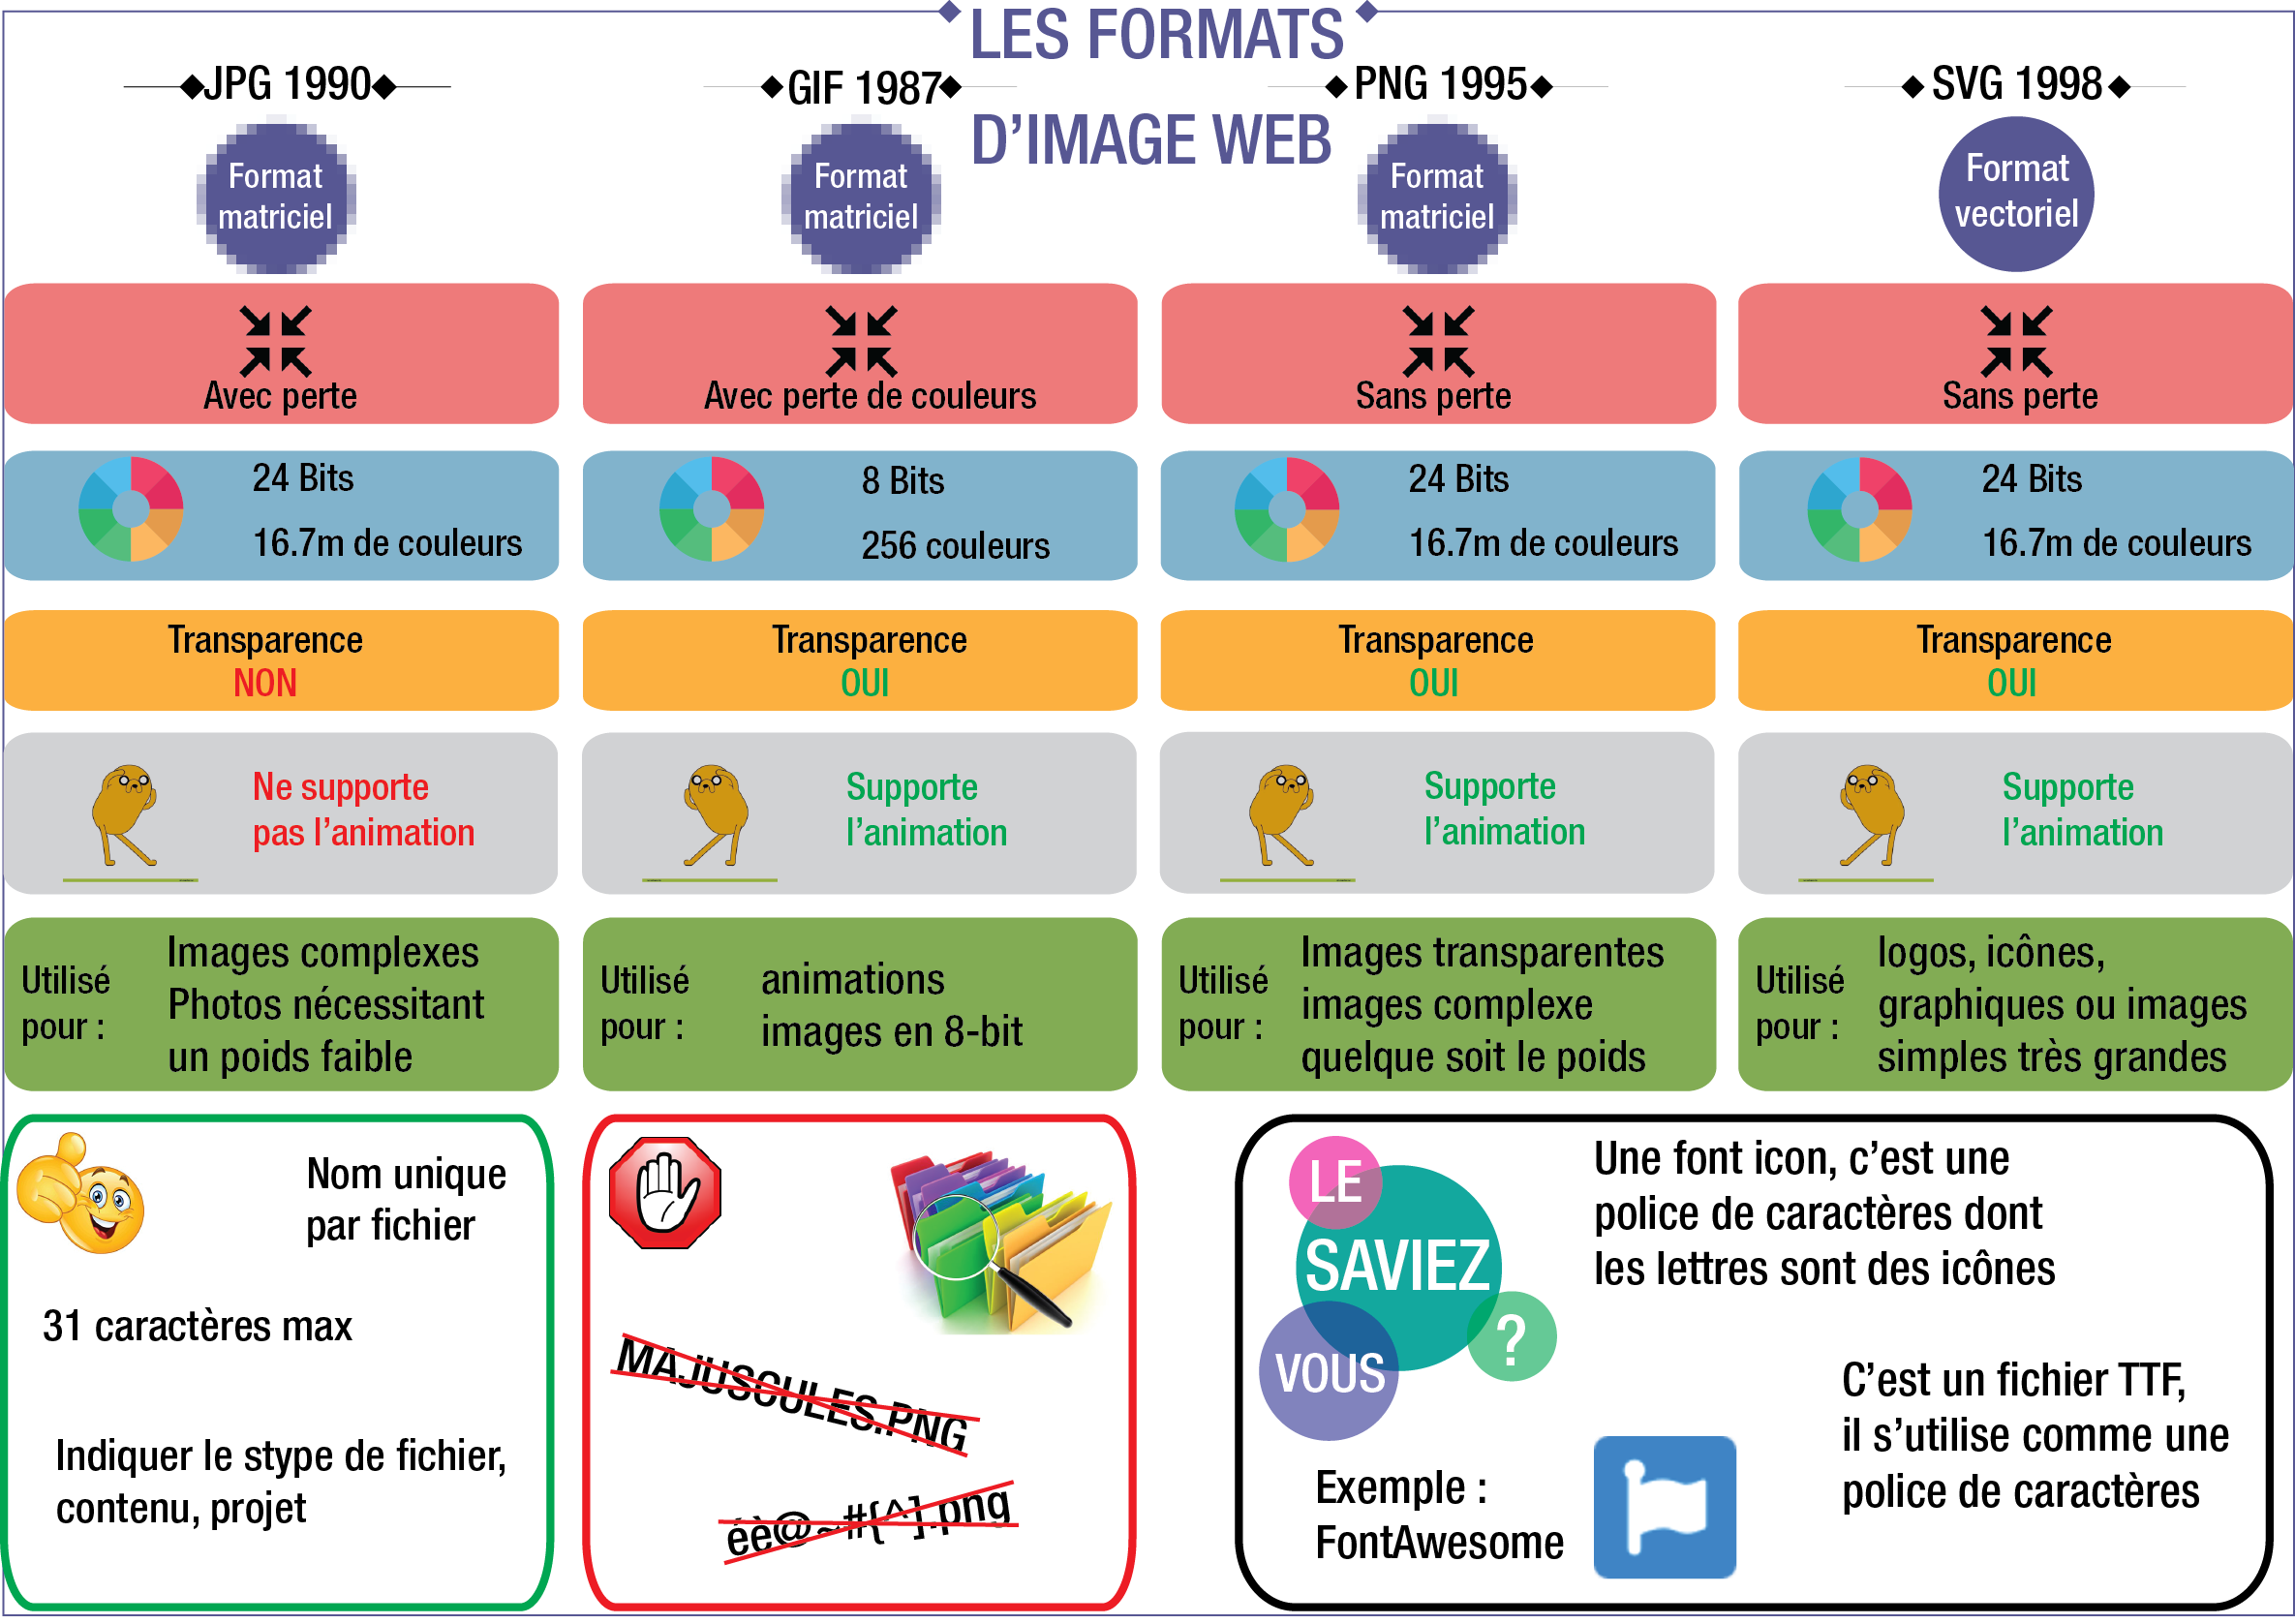 LES FORMATS
D’IMAGE WEB
JPG 1990
Format
matriciel
Avec perte
24 Bits
16.7m de couleurs
Transparence
NON
Ne supporte
pas l’animation
Utilisé
pour :
Images complexes
Photos nécessitant
un poids faible
GIF 1987
Format
matriciel
Avec perte de couleurs
8 Bits
256 couleurs
Transparence
OUI
Supporte
l’animation
Utilisé
pour :
animations
images en 8-bit
PNG 1995
Format
matriciel
Sans perte
24 Bits
16.7m de couleurs
Transparence
OUI
Supporte
l’animation
Utilisé
pour :
Images transparentes
images complexe
quelque soit le poids
SVG 1998
Format
vectoriel
Sans perte
24 Bits
16.7m de couleurs
Transparence
OUI
Supporte
l’animation
Utilisé
pour :
logos, icônes,
graphiques ou images
simples très grandes
Nom unique
par fichier
31 caractères max
Indiquer le stype de fichier,
contenu, projet
MAJUSCULES.PNG
éè@~#{^].png
LE
SAVIEZ
VOUS
?
Une font icon, c’est une
police de caractères dont
les lettres sont des icônes
C’est un fichier TTF,
il s’utilise comme une
police de caractères
Exemple :
FontAwesome